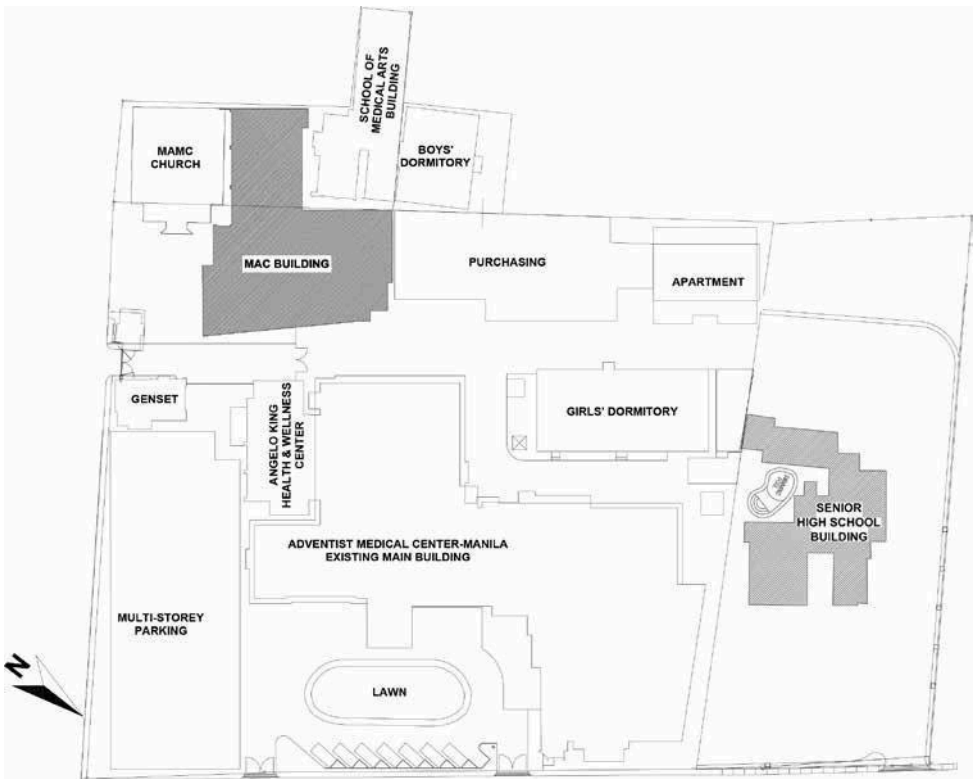 SCHOOL OF
MEDICAL ARTS
BUILDING
MAMC
CHURCH
BOYS'
DORMITORY
MAC BUILDING
PURCHASING
APARTMENT
GENSET
ANGELO KING
HEALTH & WELLNESS
CENTER
GIRLS' DORMITORY
SENIOR
HIGH SCHOOL
BUILDING
ADVENTIST MEDICAL CENTER-MANILA
EXISTING MAIN BUILDING
MULTI-STOREY
PARKING
N
LAWN